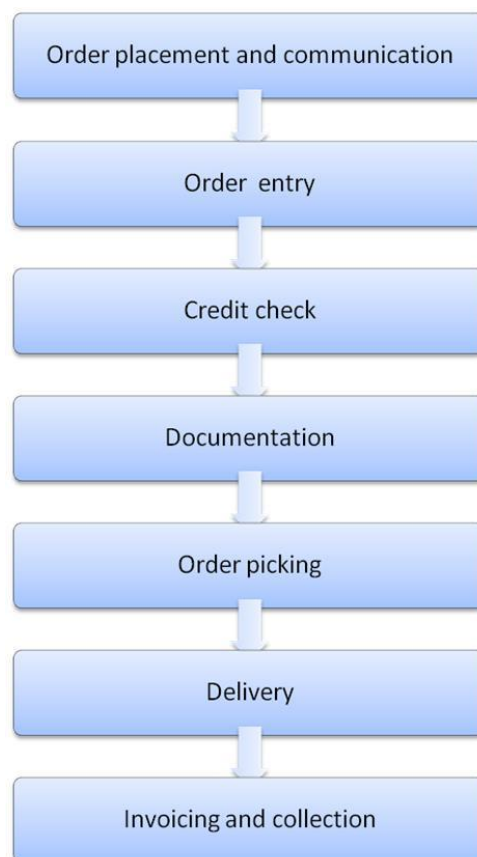 Order placement and communication
Order entry
Credit check
Documentation
Order picking
Delivery
Invoicing and collection